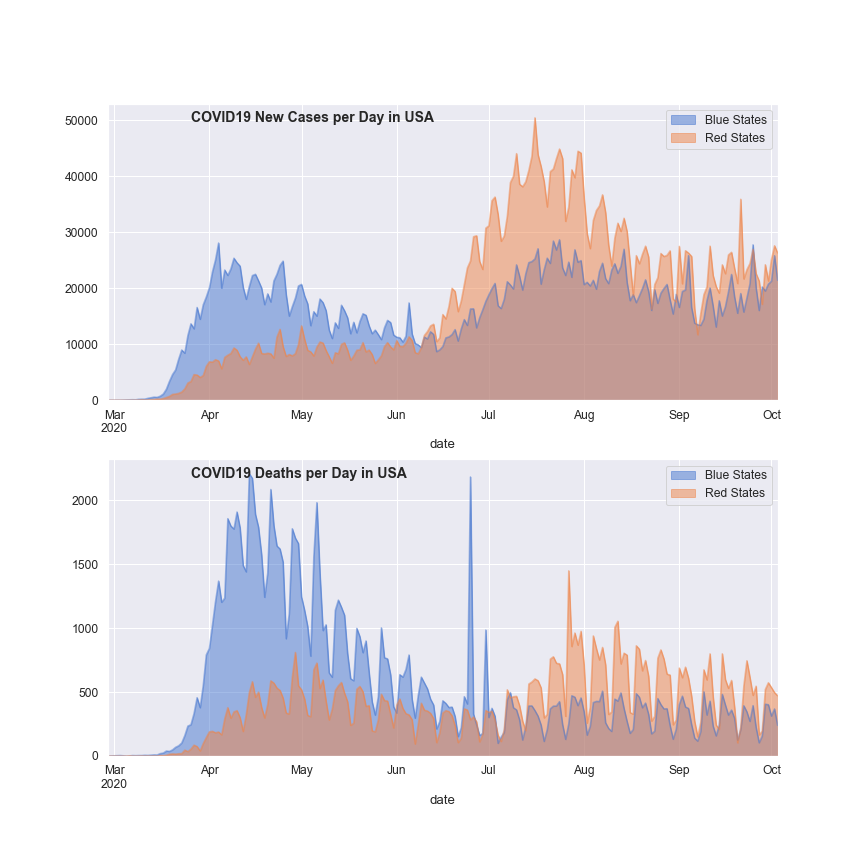 COVID19 New Cases per Day in USA
Blue States
Red States
50000
40000
30000
20000
10000
0
Mar Apr May Jun Jul Aug Sep Oct
2020
date
COVID19 Deaths per Day in USA
Blue States
Red States
2000
1500
1000
500
0
Mar Apr May Jun Jul Aug Sep Oct
2020
date